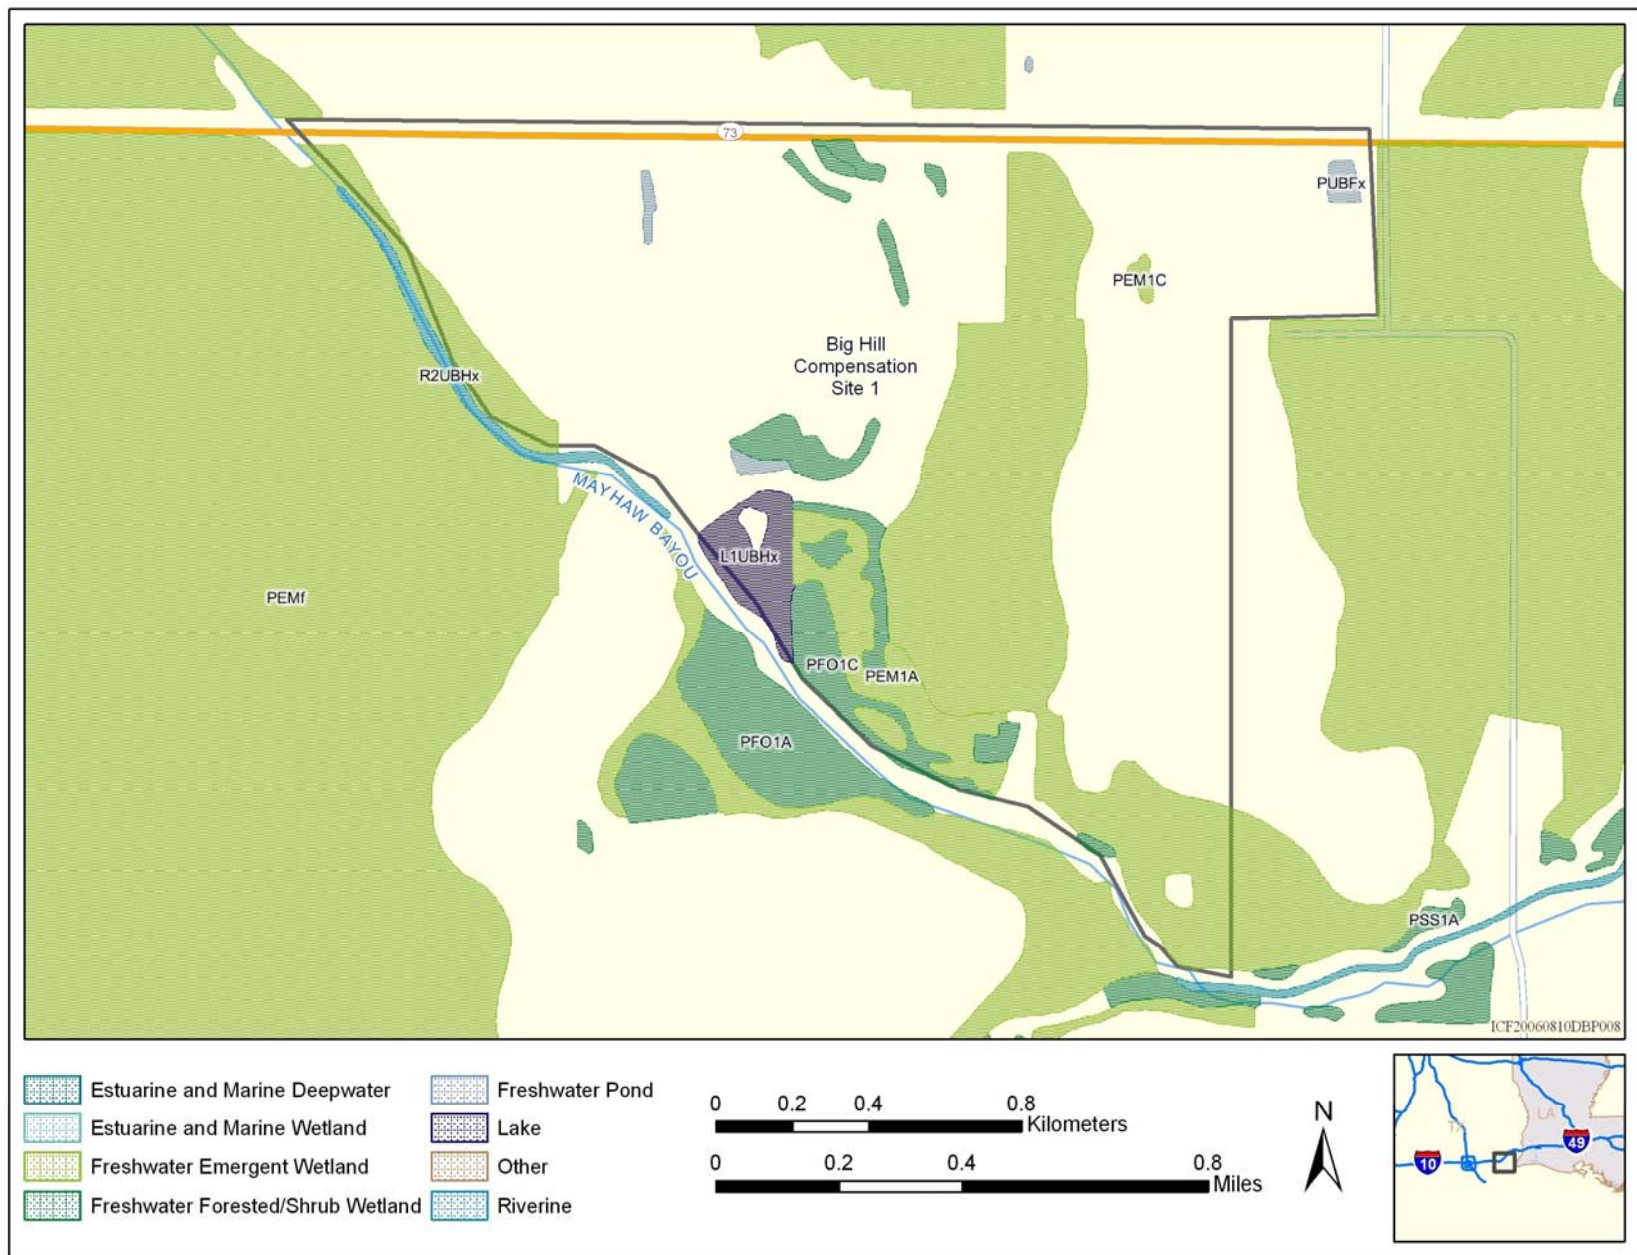 73
PUBFx
PEM1C
Big Hill
Compensation
Site 1
R2UBHx
MAYHAW BAYOU
L1UBHx
PEMf
PFO1C
PEM1A
PFO1A
PSS1A
ICF20060810DBP008
Estuarine and Marine Deepwater
Estuarine and Marine Wetland
Freshwater Emergent Wetland
Freshwater Forested/Shrub Wetland
Freshwater Pond
Lake
Other
Riverine
0 0.2 0.4 0.8
Kilometers
0 0.2 0.4 0.8
Miles
N
LA
TX
49
10